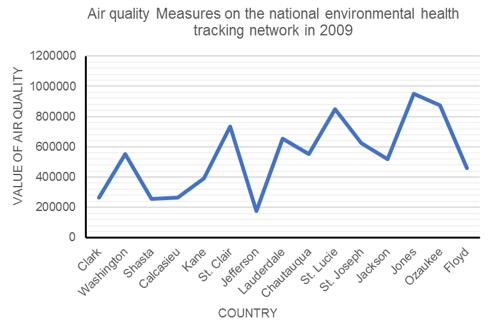 Air quality Measures on the national environmental health
tracking network in 2009
VALUE OF AIR QUALITY
1200000
1000000
800000
600000
400000
200000
0
Clark
Washington
Shasta
Calcasieu
Kane
St. Clair
Jefferson
Lauderdale
Chautauqua
St. Lucie
St. Joseph
Jackson
Jones
Ozaukee
Floyd
COUNTRY